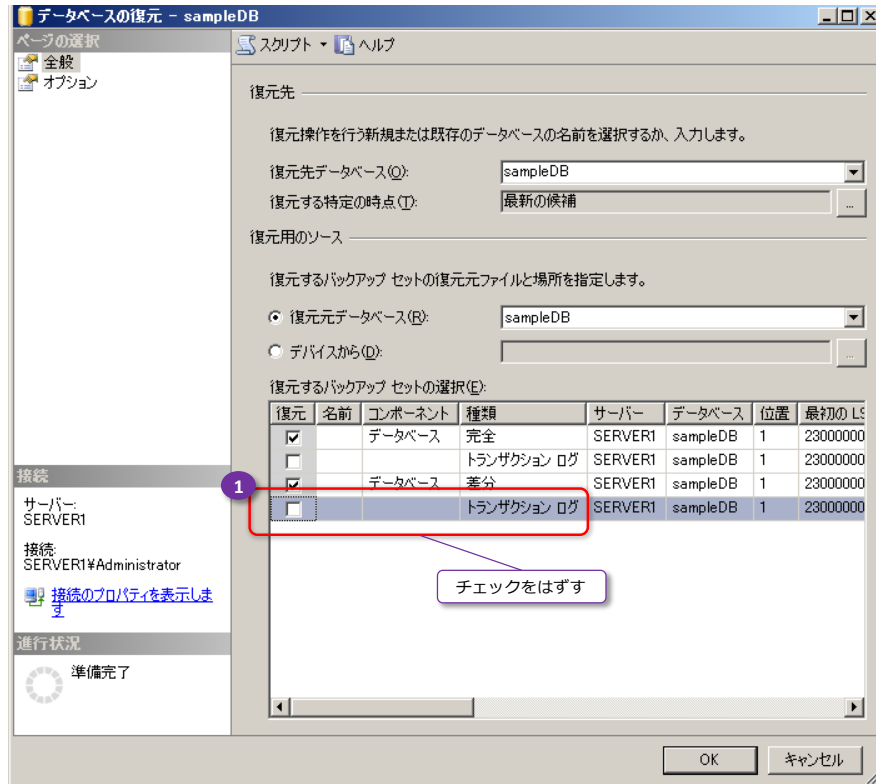 データベースの復元 - sampleDB
ページの選択
全般
オプション
スクリプト ヘルプ
復元先
復元操作を行う新規または既存のデータベースの名前を選択するか、入力します。
復元先データベース(O): sampleDB
復元する特定の時点(T): 最新の候補 ...
復元用のソース
復元するバックアップ セットの復元元ファイルと場所を指定します。
復元元データベース(R): sampleDB
デバイスから(D): ...
復元するバックアップ セットの選択(E):
復元 名前 コンポーネント 種類 サーバー データベース 位置 最初の LS
データベース 完全 SERVER1 sampleDB 1 23000000
トランザクション ログ SERVER1 sampleDB 1 23000000
データベース 差分 SERVER1 sampleDB 1 23000000
トランザクション ログ SERVER1 sampleDB 1 23000000
1
チェックをはずす
接続
サーバー:
SERVER1
接続:
SERVER1¥Administrator
接続のプロパティを表示しま
す
進行状況
準備完了
OK キャンセル